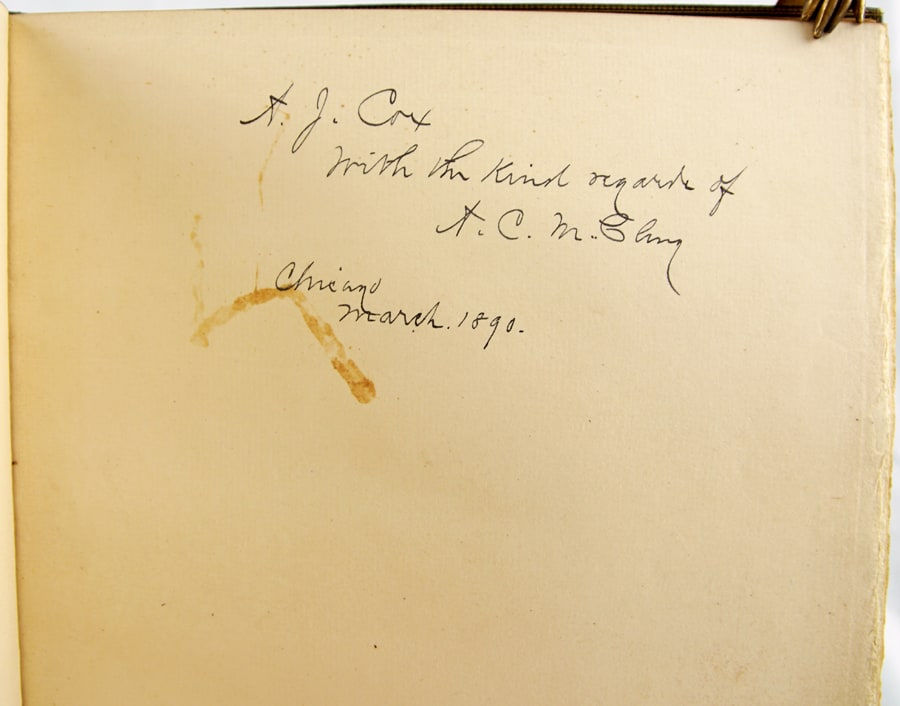 A. J. Cox
With the kind regards of
A. C. McClurg
Chicago
March. 1890.